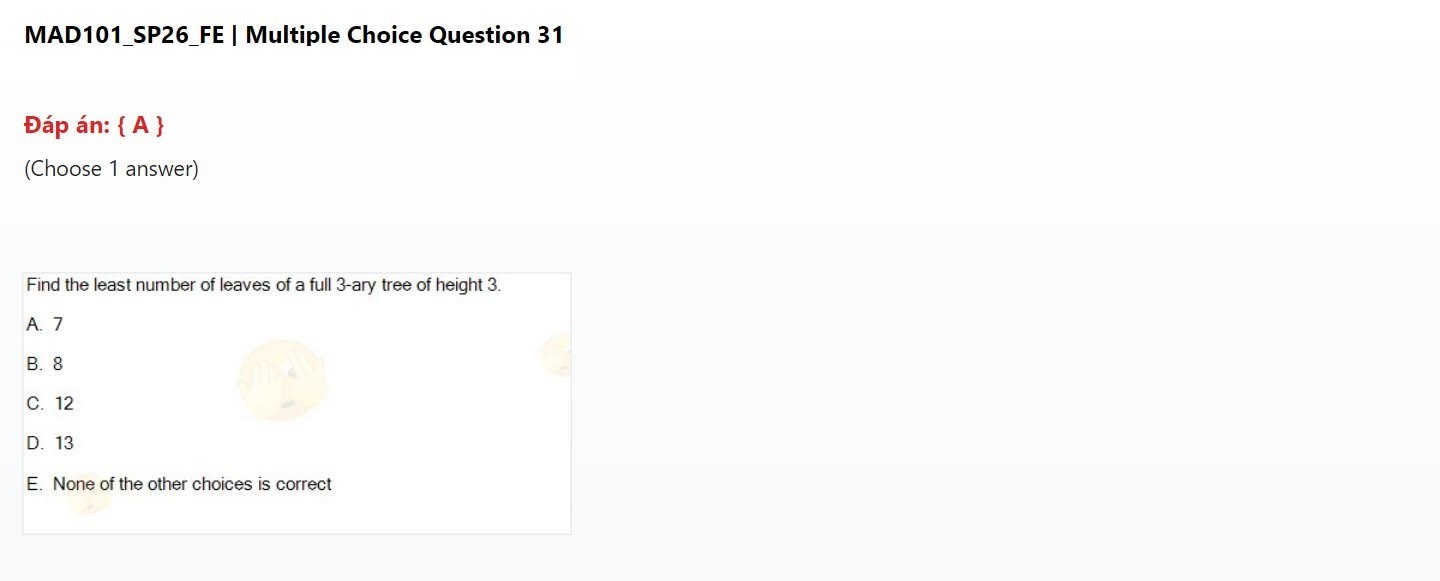 MAD101_SP26_FE | Multiple Choice Question 31
Đáp án: { A }
(Choose 1 answer)
Find the least number of leaves of a full 3-ary tree of height 3.
A. 7
B. 8
C. 12
D. 13
E. None of the other choices is correct